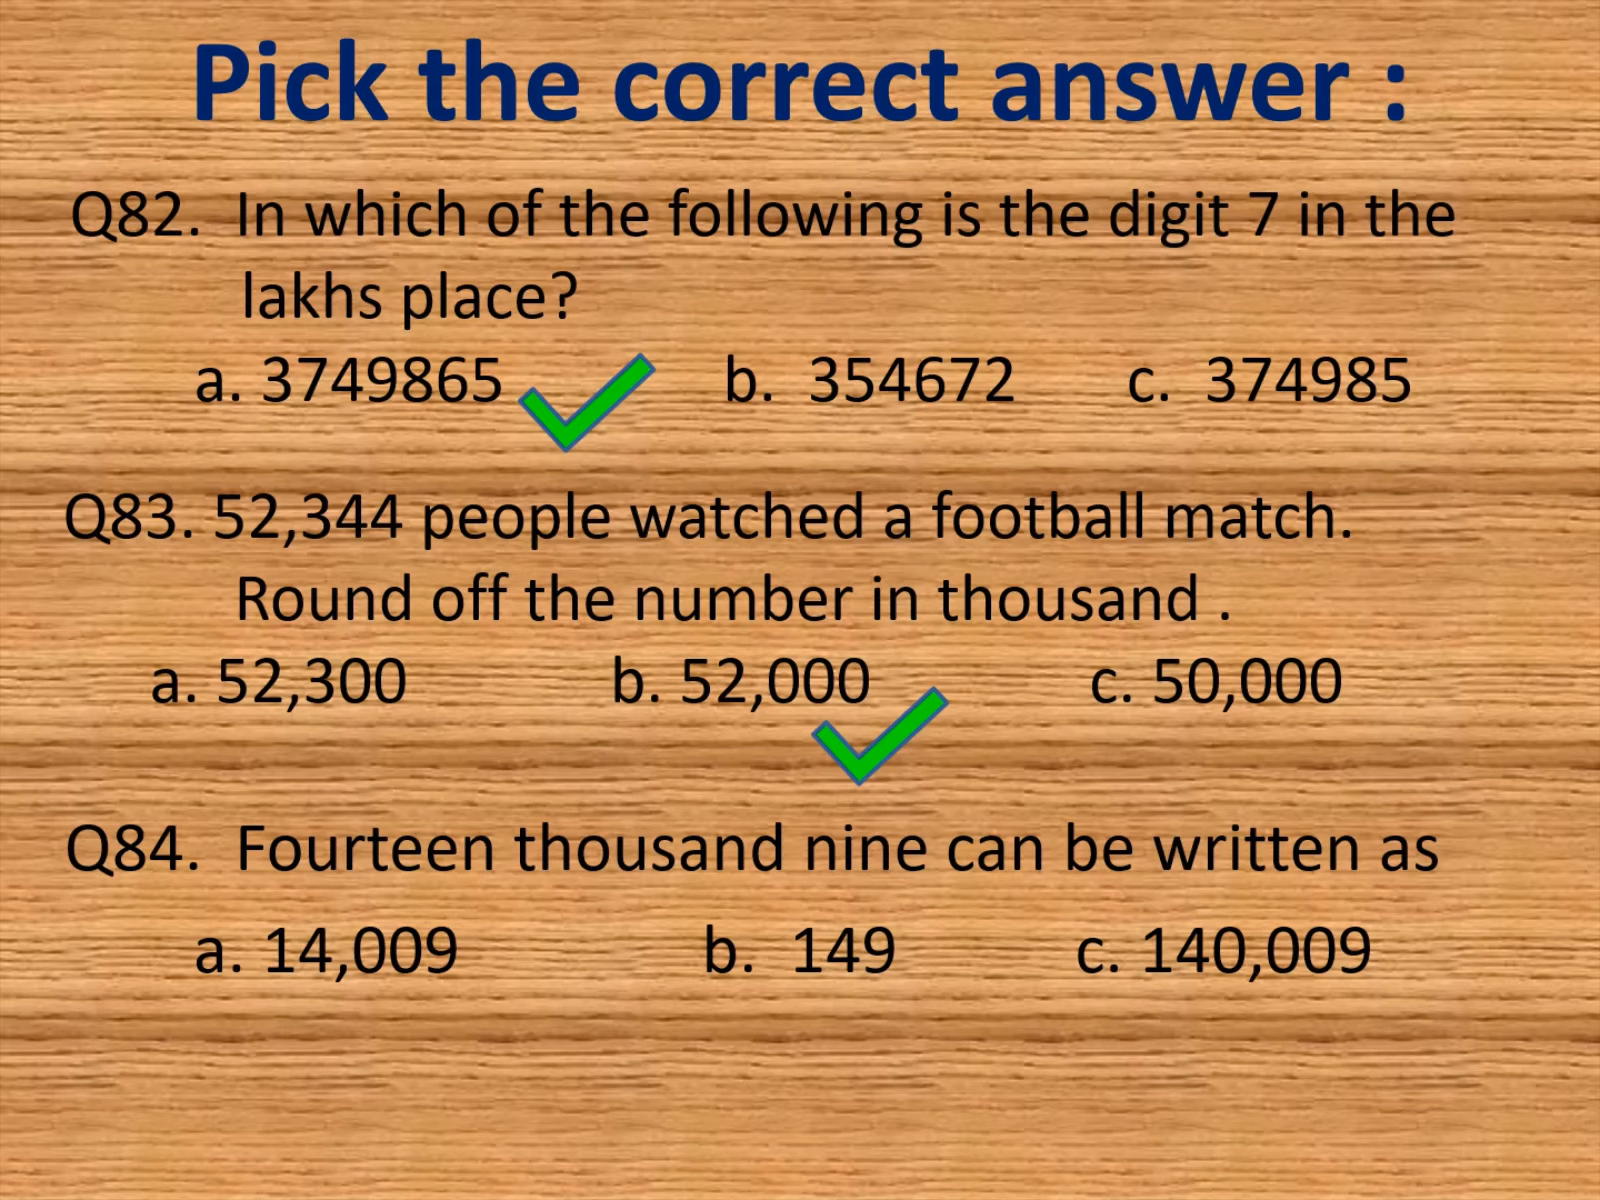 Pick the correct answer :
Q82. In which of the following is the digit 7 in the
lakhs place?
a. 3749865 b. 354672 c. 374985
Q83. 52,344 people watched a football match.
Round off the number in thousand .
a. 52,300 b. 52,000 c. 50,000
Q84. Fourteen thousand nine can be written as
a. 14,009 b. 149 c. 140,009